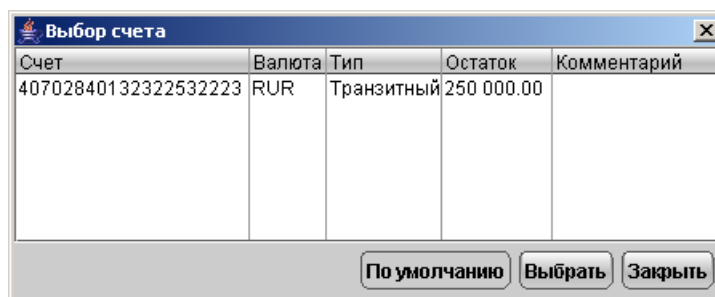 Выбор счета
Счет Валюта Тип Остаток Комментарий
40702840132322532223 RUR Транзитный 250 000.00
По умолчанию Выбрать Закрыть